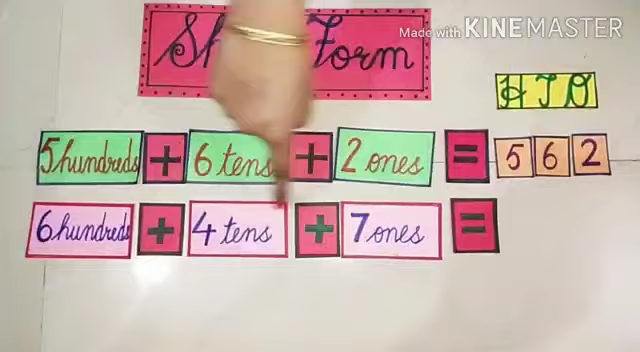 Made with KINEMASTER
Form
H T O
5 hundreds + 6 tens + 2 ones = 5 6 2
6 hundreds + 4 tens + 7 ones =